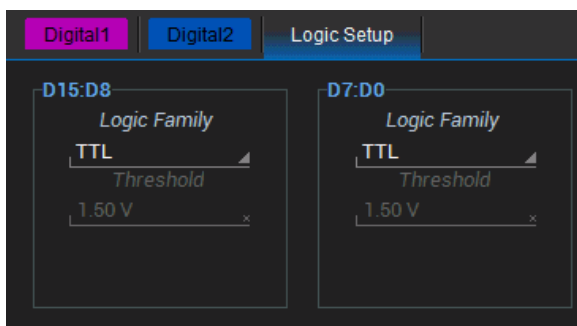 Digital1 Digital2 Logic Setup
D15:D8
Logic Family
TTL
Threshold
1.50 V
D7:D0
Logic Family
TTL
Threshold
1.50 V